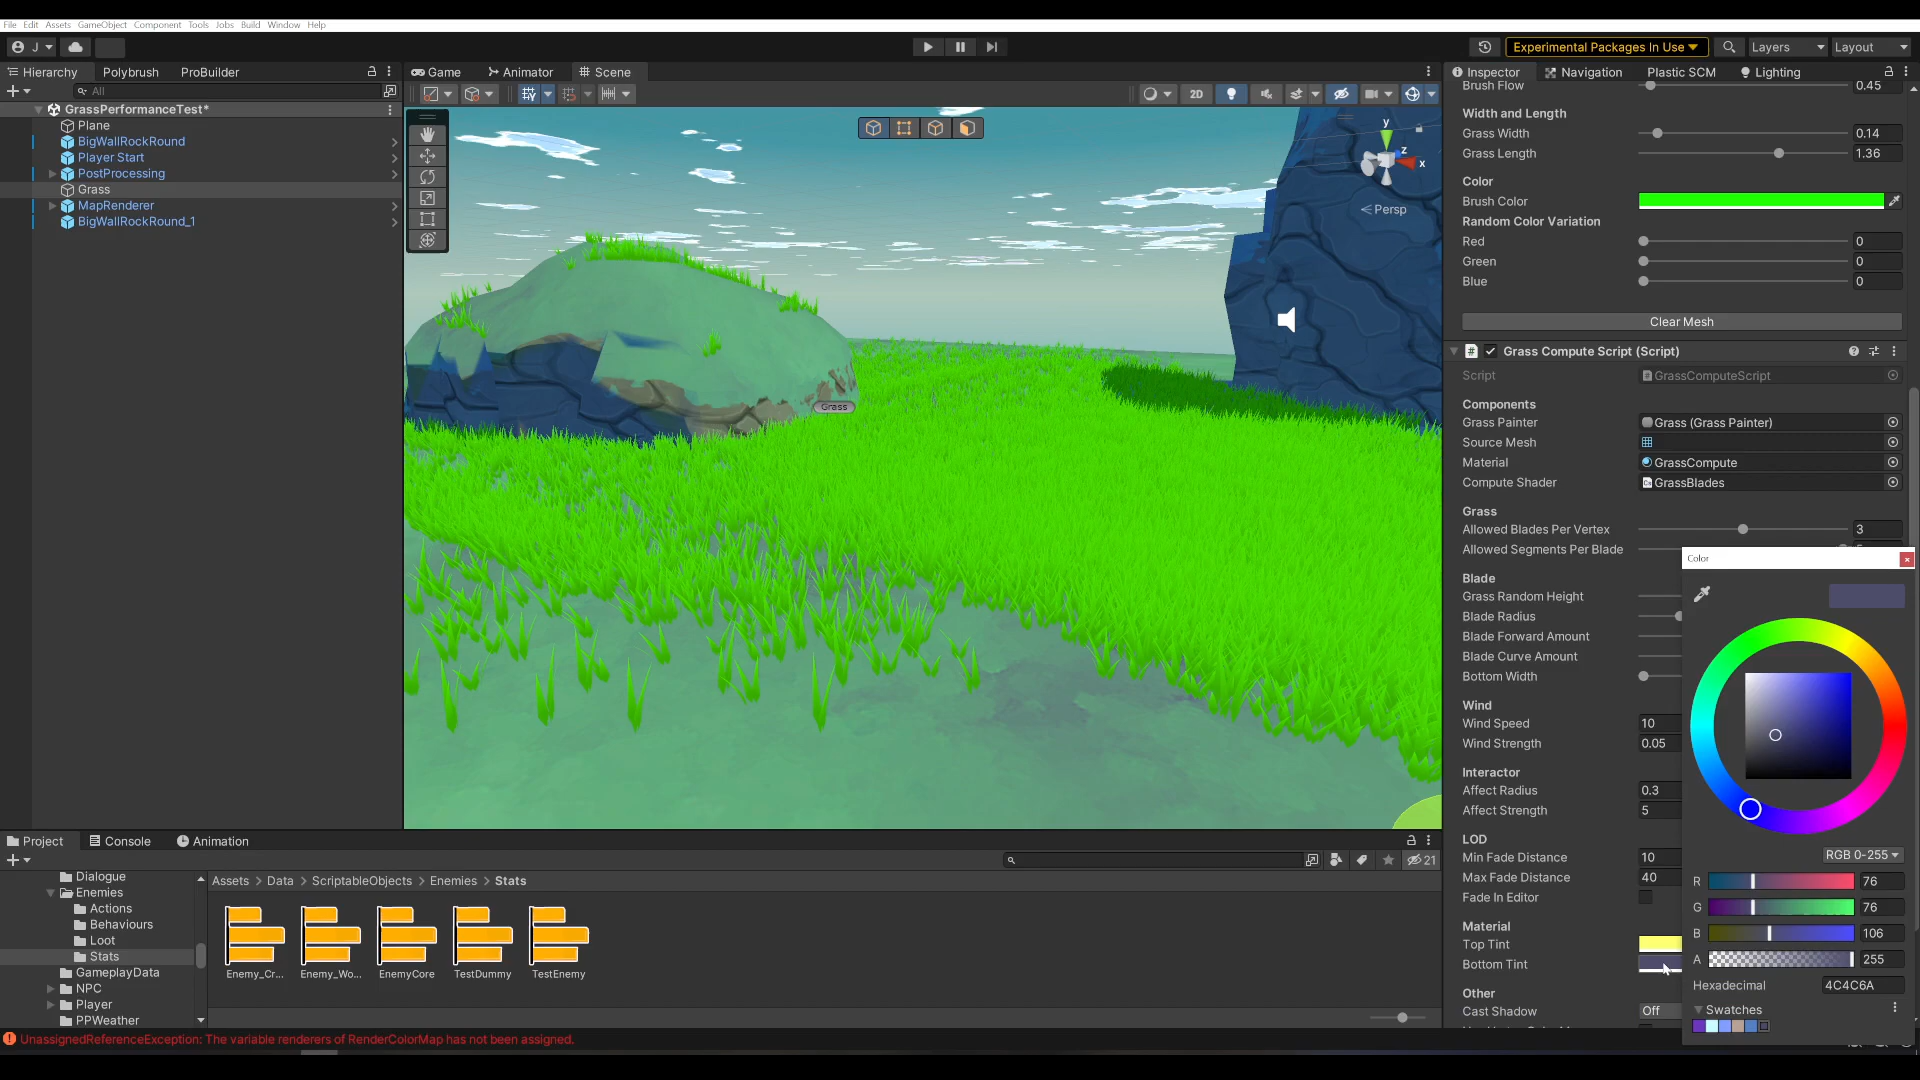 File Edit Assets GameObject Component Tools Jobs Build Window Help
J
Experimental Packages In Use
Layers
Layout
Hierarchy
Polybrush
ProBuilder
All
GrassPerformanceTest*
Plane
BigWallRockRound
Player Start
PostProcessing
Grass
MapRenderer
BigWallRockRound_1
Game
Animator
Scene
2D
y
z
x
Persp
Grass
Inspector
Navigation
Plastic SCM
Lighting
Brush Flow 0.45
Width and Length
Grass Width 0.14
Grass Length 1.36
Color
Brush Color
Random Color Variation
Red 0
Green 0
Blue 0
Clear Mesh
# Grass Compute Script (Script)
Script # GrassComputeScript
Components
Grass Painter Grass (Grass Painter)
Source Mesh
Material GrassCompute
Compute Shader GrassBlades
Grass
Allowed Blades Per Vertex 3
Allowed Segments Per Blade
Blade
Grass Random Height
Blade Radius
Blade Forward Amount
Blade Curve Amount
Bottom Width
Wind
Wind Speed 10
Wind Strength 0.05
Interactor
Affect Radius 0.3
Affect Strength 5
LOD
Min Fade Distance 10
Max Fade Distance 40
Fade In Editor
Material
Top Tint
Bottom Tint
Other
Cast Shadow Off
Color
RGB 0-255
R 76
G 76
B 106
A 255
Hexadecimal 4C4C6A
Swatches
Project
Console
Animation
21
Dialogue
Enemies
Actions
Behaviours
Loot
Stats
GameplayData
NPC
Player
PPWeather
Assets > Data > ScriptableObjects > Enemies > Stats
Enemy_Cr...
Enemy_Wo...
EnemyCore
TestDummy
TestEnemy
UnassignedReferenceException: The variable renderers of RenderColorMap has not been assigned.